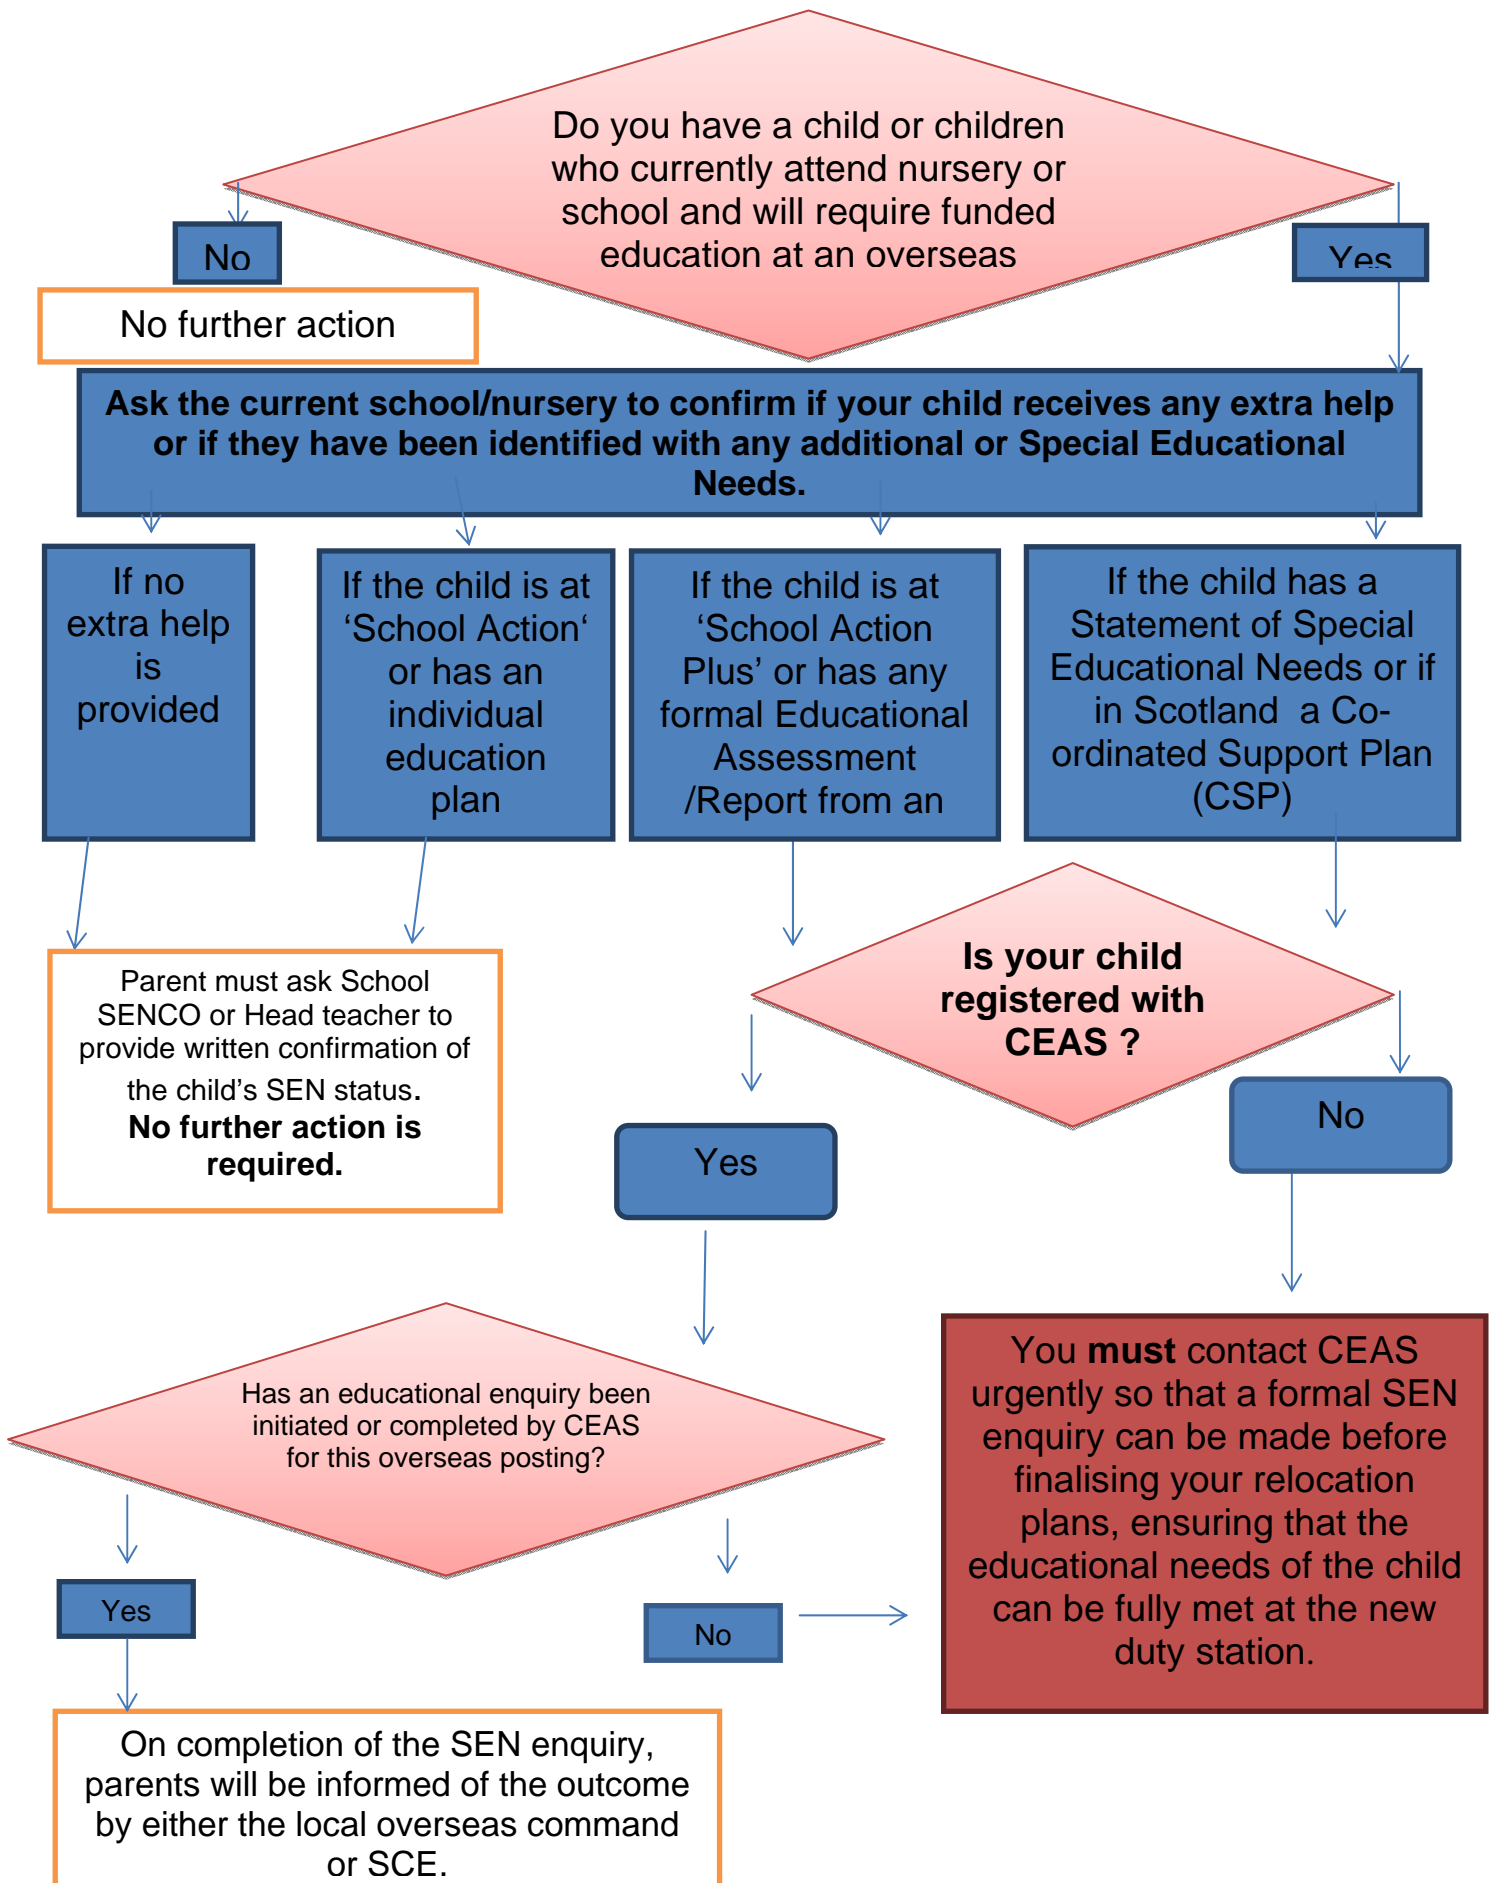 Do you have a child or children
who currently attend nursery or
school and will require funded
education at an overseas
No
Yes
No further action
Ask the current school/nursery to confirm if your child receives any extra help
or if they have been identified with any additional or Special Educational
Needs.
If no
extra help
is
provided
If the child is at
‘School Action‘
or has an
individual
education
plan
If the child is at
‘School Action
Plus’ or has any
formal Educational
Assessment
/Report from an
If the child has a
Statement of Special
Educational Needs or if
in Scotland a Co-
ordinated Support Plan
(CSP)
Parent must ask School
SENCO or Head teacher to
provide written confirmation of
the child’s SEN status.
No further action is
required.
Is your child
registered with
CEAS ?
Yes
No
Has an educational enquiry been
initiated or completed by CEAS
for this overseas posting?
You must contact CEAS
urgently so that a formal SEN
enquiry can be made before
finalising your relocation
plans, ensuring that the
educational needs of the child
can be fully met at the new
duty station.
Yes
No
On completion of the SEN enquiry,
parents will be informed of the outcome
by either the local overseas command
or SCE.